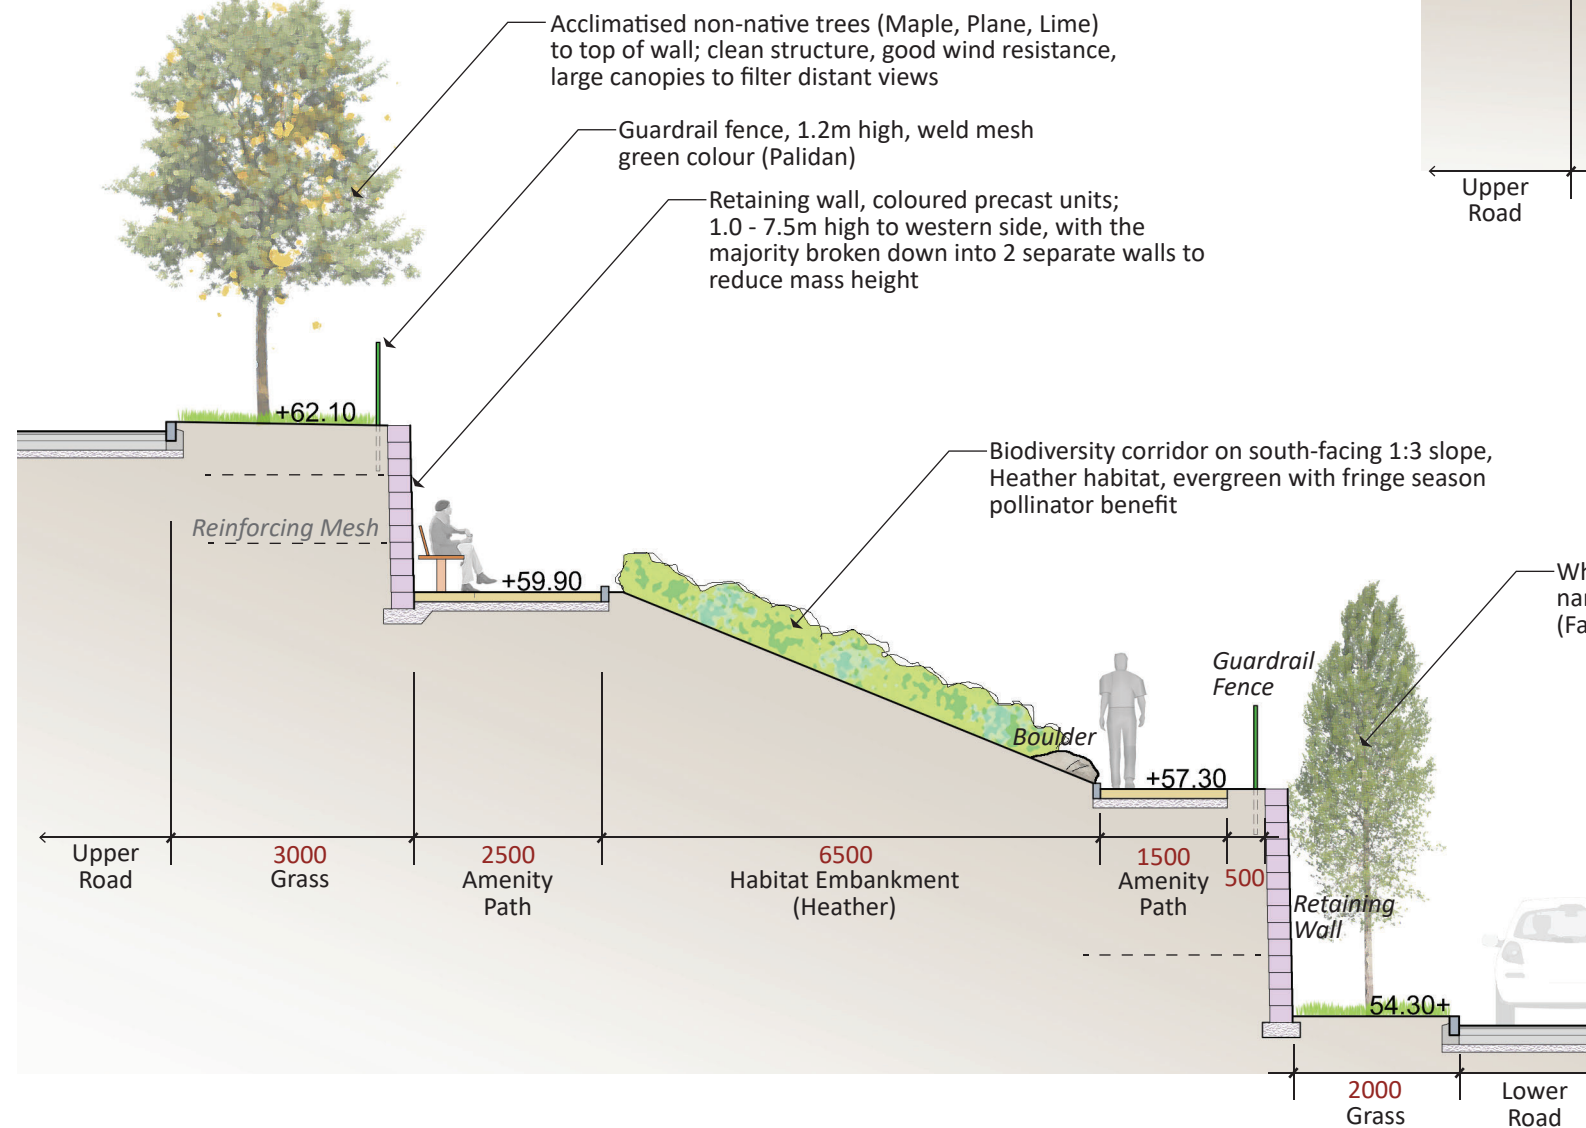 Acclimatised non-native trees (Maple, Plane, Lime)
to top of wall; clean structure, good wind resistance,
large canopies to filter distant views
Guardrail fence, 1.2m high, weld mesh
green colour (Palidan)
Retaining wall, coloured precast units;
1.0 - 7.5m high to western side, with the
majority broken down into 2 separate walls to
reduce mass height
Upper
Road
+62.10
Reinforcing Mesh
Biodiversity corridor on south-facing 1:3 slope,
Heather habitat, evergreen with fringe season
pollinator benefit
+59.90
Guardrail
Fence
Boulder
+57.30
Upper
Road
3000
Grass
2500
Amenity
Path
6500
Habitat Embankment
(Heather)
1500
Amenity
Path
500
Retaining
Wall
54.30+
2000
Grass
Lower
Road